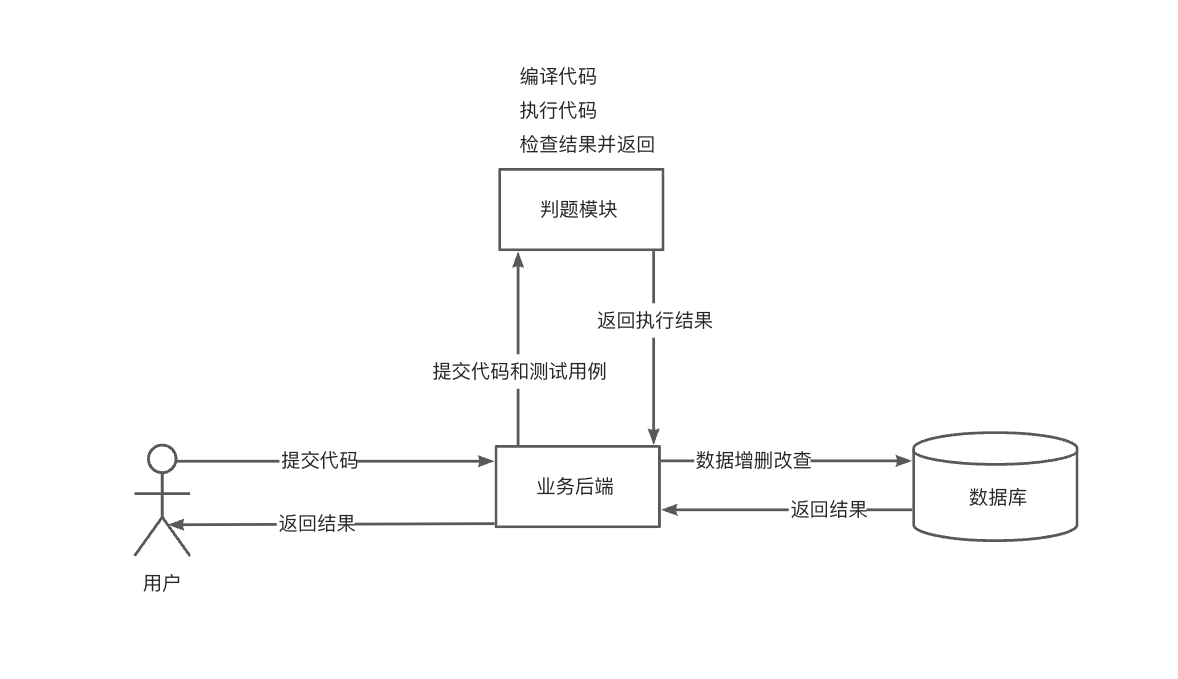 编译代码
执行代码
检查结果并返回
判题模块
返回执行结果
提交代码和测试用例
提交代码
数据增删改查
业务后端
数据库
返回结果
返回结果
用户